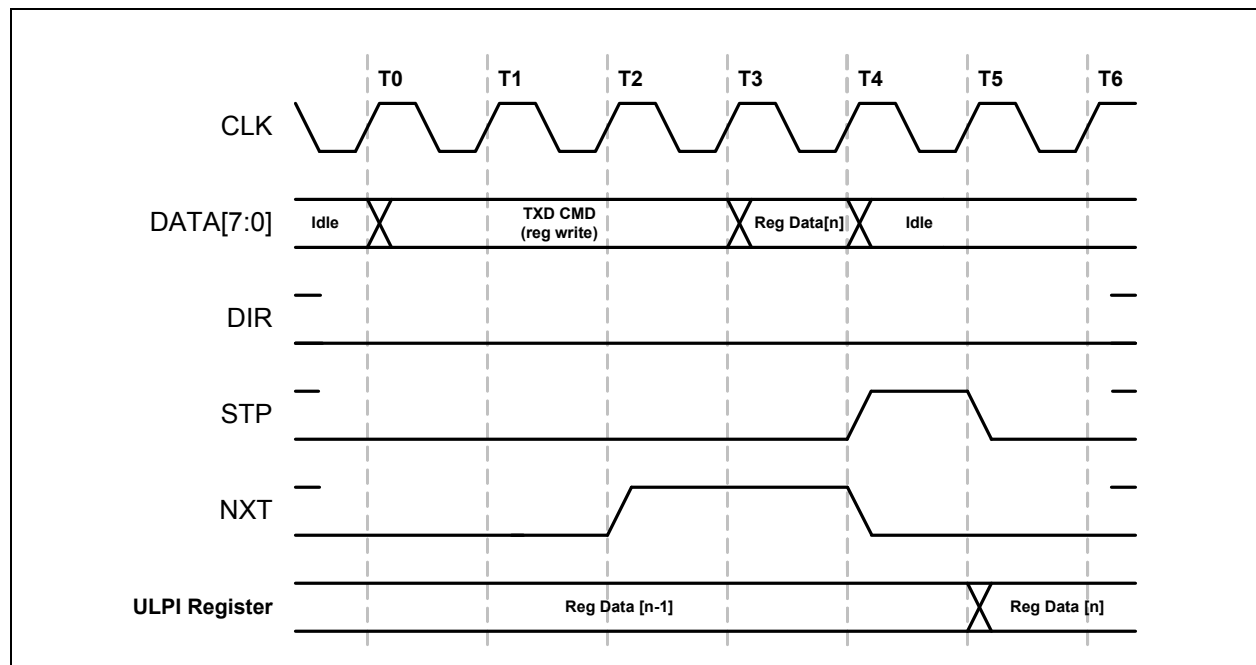 T0 T1 T2 T3 T4 T5 T6
CLK
DATA[7:0] Idle TXD CMD Reg Data[n] Idle
(reg write)
DIR
STP
NXT
ULPI Register Reg Data [n-1] Reg Data [n]